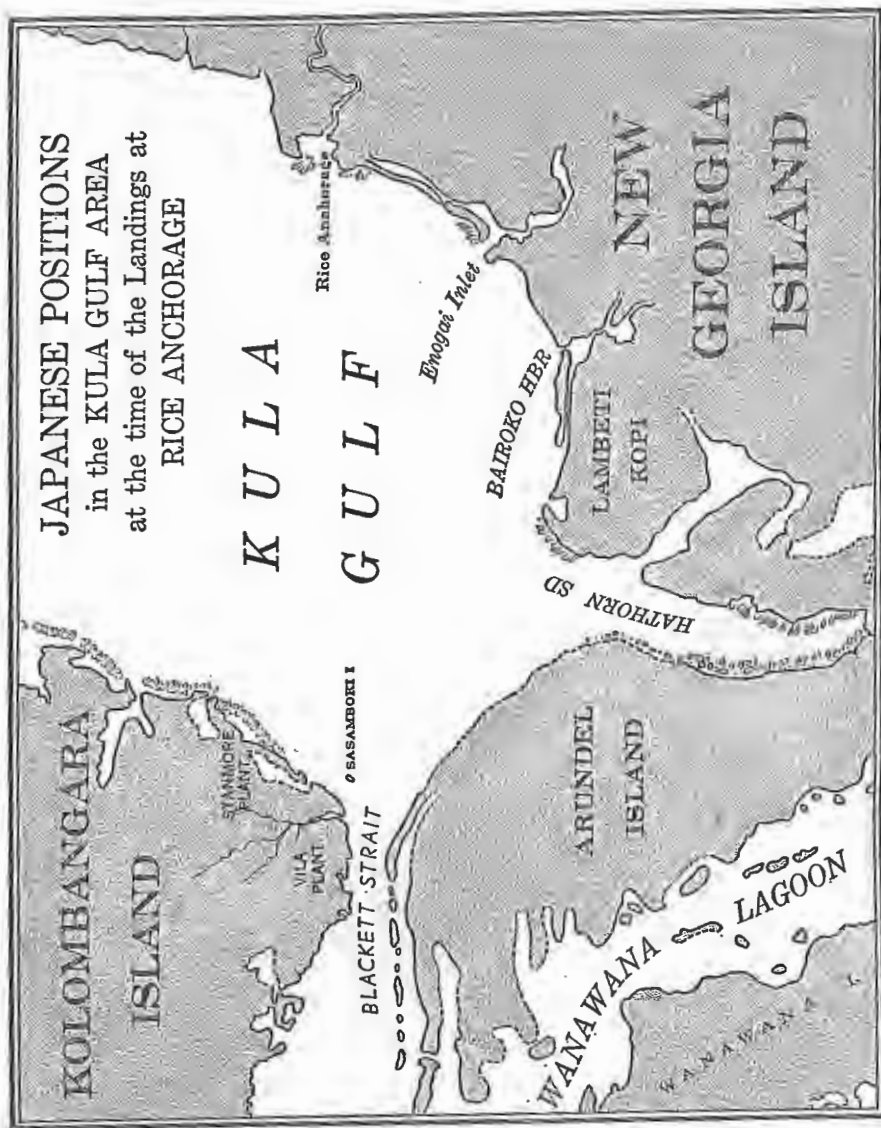 JAPANESE POSITIONS
in the KULA GULF AREA
at the time of the Landings at
RICE ANCHORAGE
KOLOMBANGARA
ISLAND
STANMORE
PLANT.
VILA
PLANT.
SASAMBOKI I
BLACKETT STRAIT
KULA
GULF
Rice Anchorage
Enogai Inlet
BAIROKO HBR
LAMBETI
KOPI
NEW
GEORGIA
ISLAND
HATHORN SD
ARUNDEL
ISLAND
WANAWANA LAGOON
WANAWANA I.